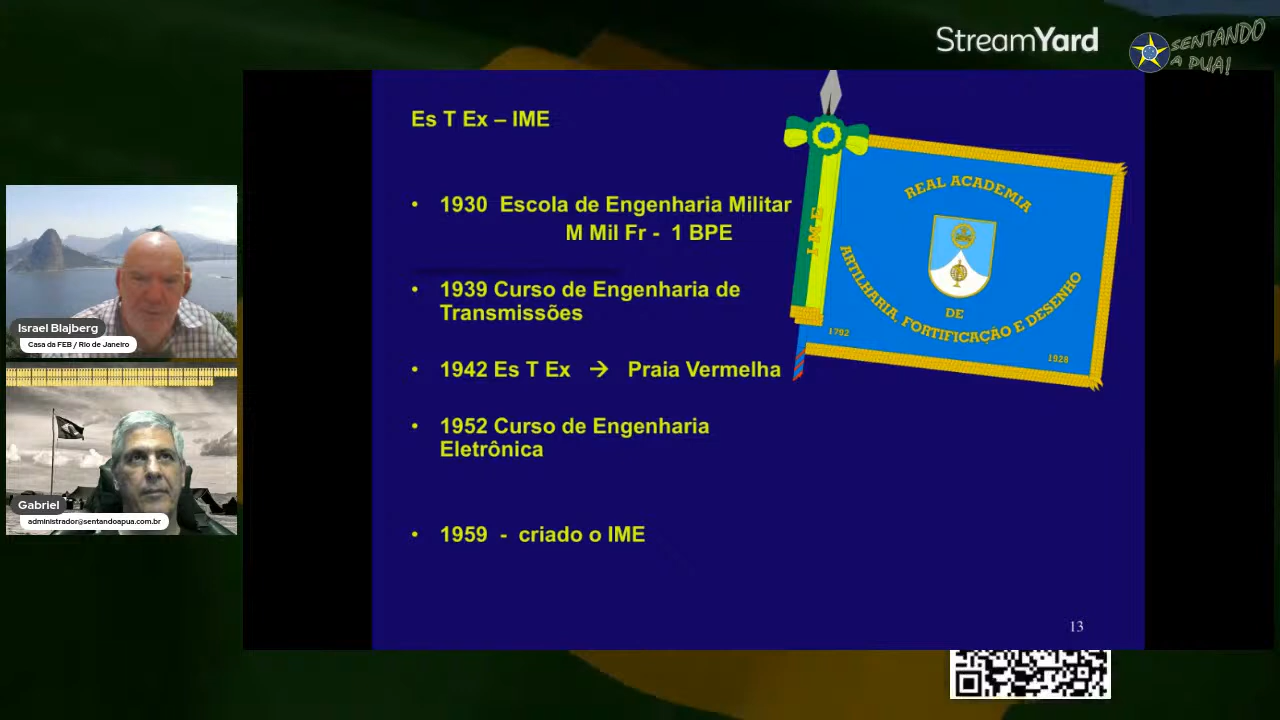 StreamYard
SENTANDO
A PUA!
Es T Ex – IME
• 1930 Escola de Engenharia Militar
M Mil Fr - 1 BPE
• 1939 Curso de Engenharia de
Transmissões
• 1942 Es T Ex → Praia Vermelha
• 1952 Curso de Engenharia
Eletrônica
• 1959 - criado o IME
13
IME
REAL ACADEMIA
DE
ARTILHARIA, FORTIFICAÇÃO E DESENHO
1792
1928
Israel Blajberg
Casa da FEB / Rio de Janeiro
Gabriel
administrador@sentandoapua.com.br